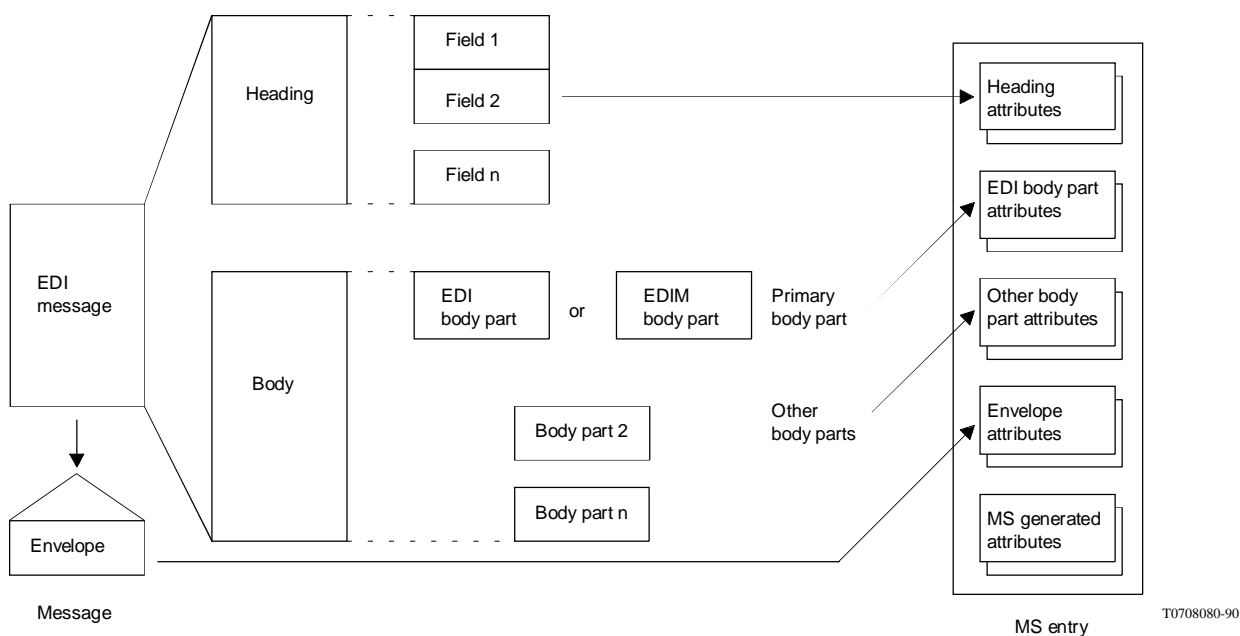 Field 1
Heading
Field 2
Field n
EDI
message
EDI
body part
or
EDIM
body part
Primary
body part
Body
Other
body parts
Body part 2
Body part n
Envelope
Message
Heading
attributes
EDI body part
attributes
Other body
part attributes
Envelope
attributes
MS generated
attributes
MS entry
T0708080-90